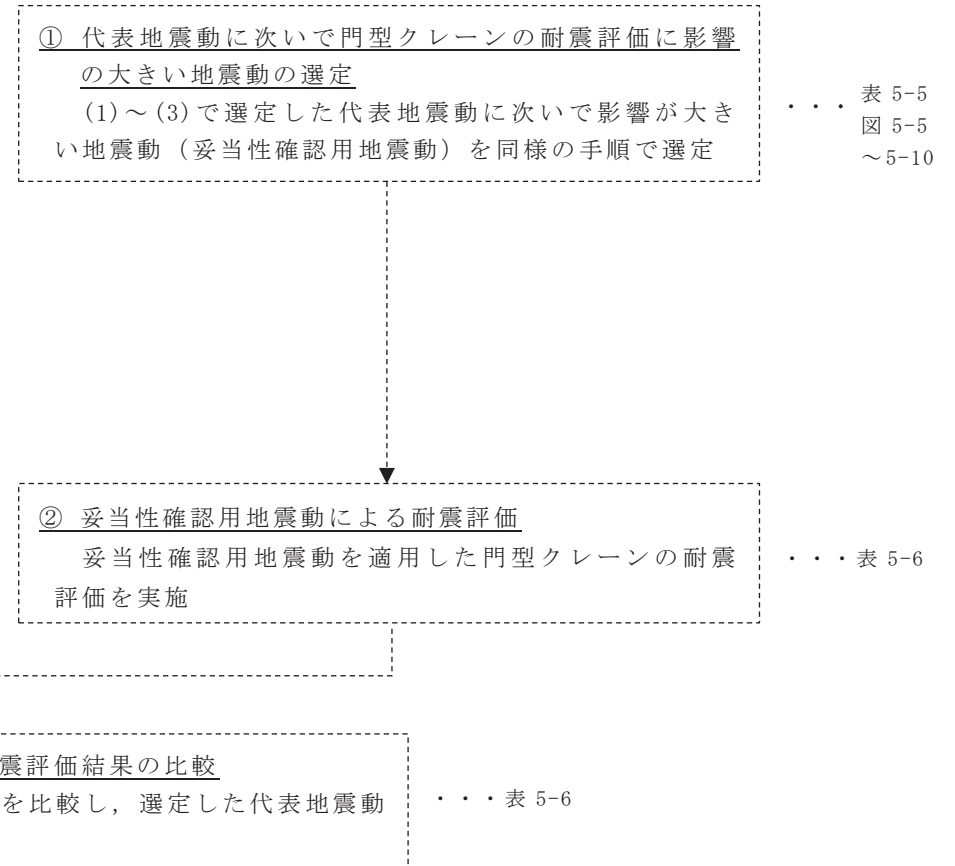 ① 代表地震動に次いで門型クレーンの耐震評価に影響
の大きい地震動の選定
(1)～(3)で選定した代表地震動に次いで影響が大き
い地震動（妥当性確認用地震動）を同様の手順で選定
・・・
表 5-5
図 5-5
～5-10
② 妥当性確認用地震動による耐震評価
妥当性確認用地震動を適用した門型クレーンの耐震
評価を実施
・・・表 5-6
震評価結果の比較
を比較し，選定した代表地震動
・・・表 5-6